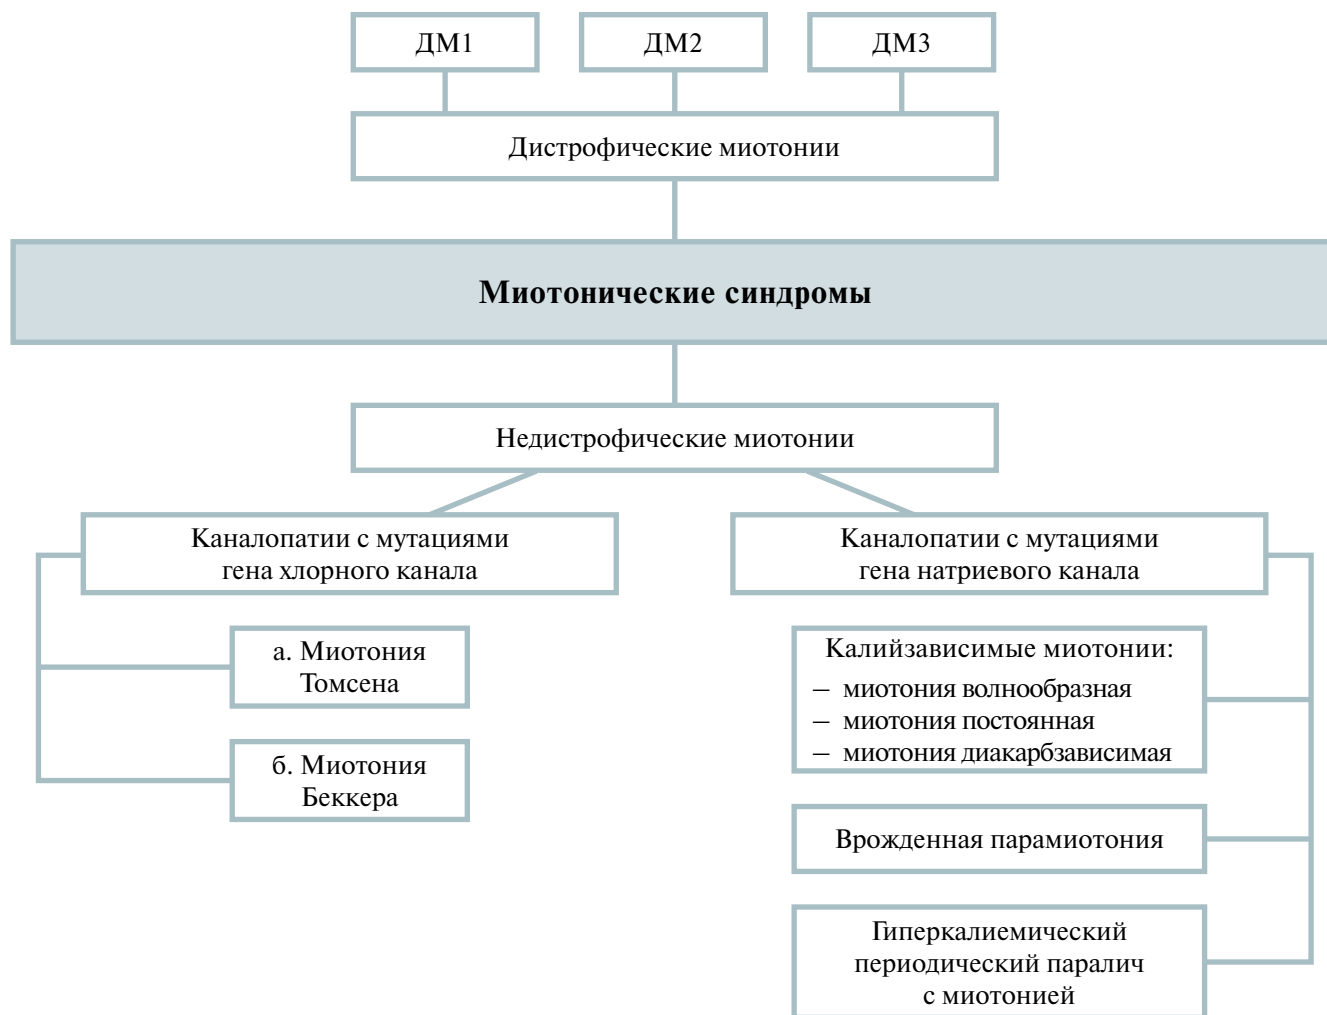 ДМ1
ДМ2
ДМ3
Дистрофические миотонии
Миотонические синдромы
Недистрофические миотонии
Каналопатии с мутациями
гена хлорного канала
а. Миотония
Томсена
б. Миотония
Беккера
Каналопатии с мутациями
гена натриевого канала
Калийзависимые миотонии:
– миотония волнообразная
– миотония постоянная
– миотония диакарбзависимая
Врожденная парамиотония
Гиперкалиемический
периодический паралич
с миотонией